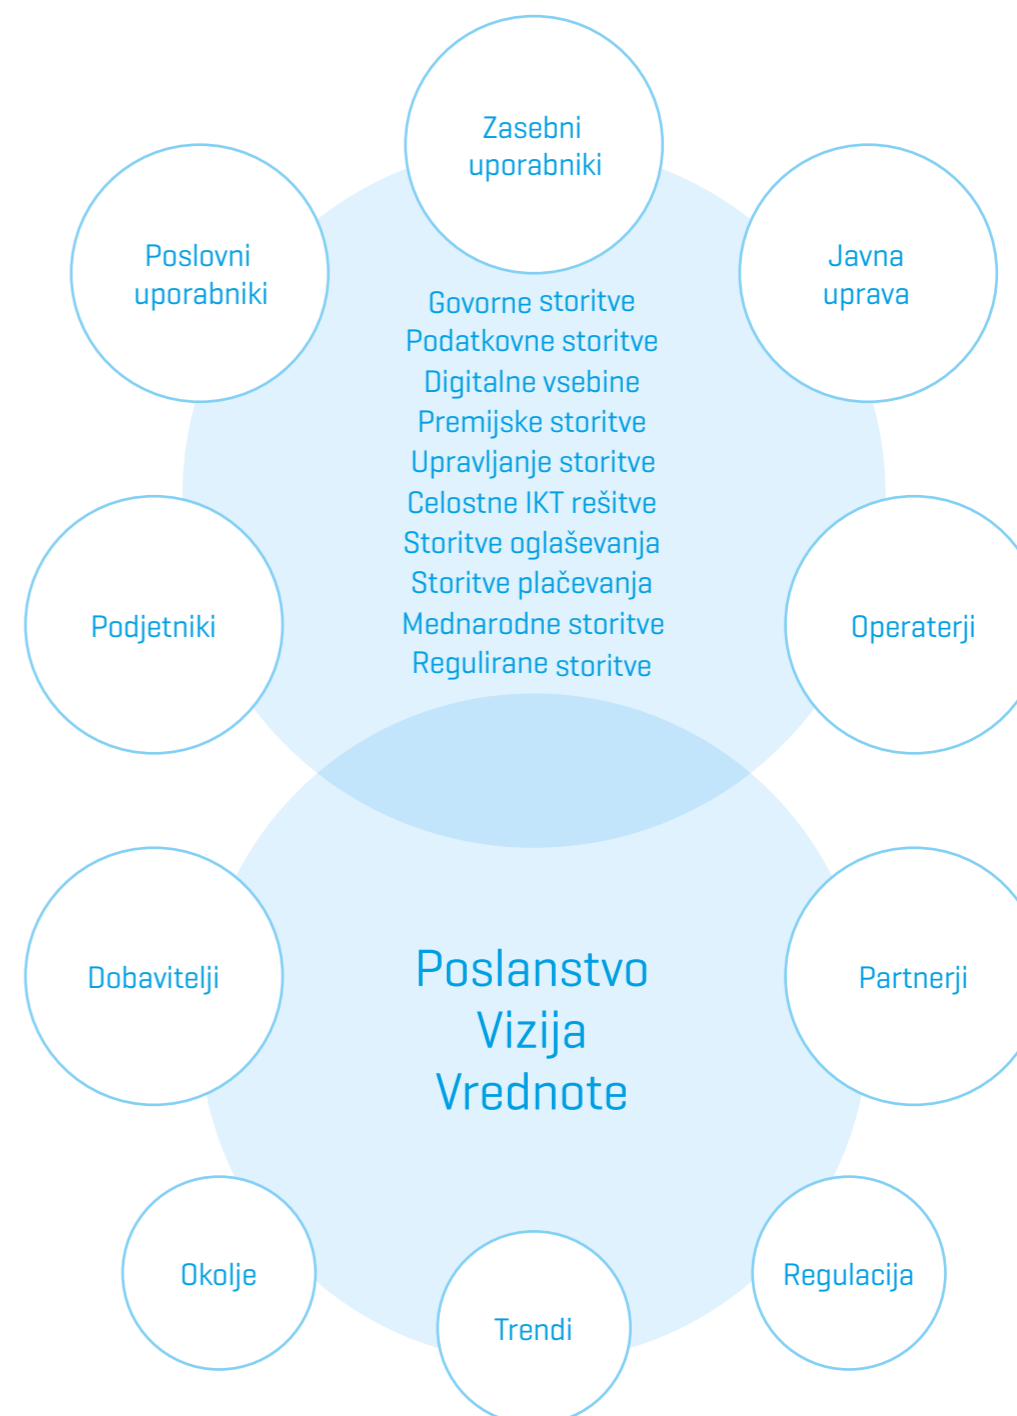 Zasebni
uporabniki
Poslovni
uporabniki
Javna
uprava
Govorne storitve
Podatkovne storitve
Digitalne vsebine
Premijske storitve
Upravljanje storitve
Celostne IKT rešitve
Storitve oglaševanja
Storitve plačevanja
Mednarodne storitve
Regulirane storitve
Podjetniki
Operaterji
Dobavitelji
Partnerji
Poslanstvo
Vizija
Vrednote
Okolje
Trendi
Regulacija